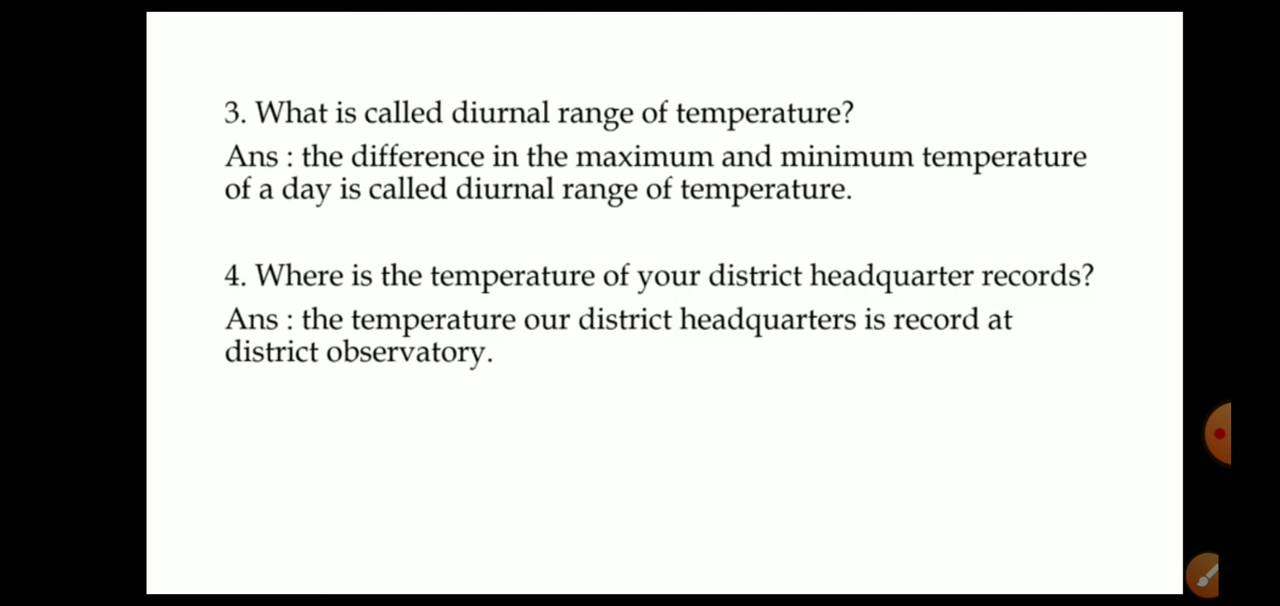 3. What is called diurnal range of temperature?
Ans : the difference in the maximum and minimum temperature
of a day is called diurnal range of temperature.
4. Where is the temperature of your district headquarter records?
Ans : the temperature our district headquarters is record at
district observatory.